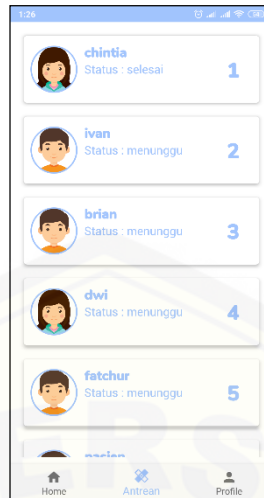 1:26
chintia
Status : selesai
1
ivan
Status : menunggu
2
brian
Status : menunggu
3
dwi
Status : menunggu
4
fatchur
Status : menunggu
5
pasien
Home
Antrean
Profile